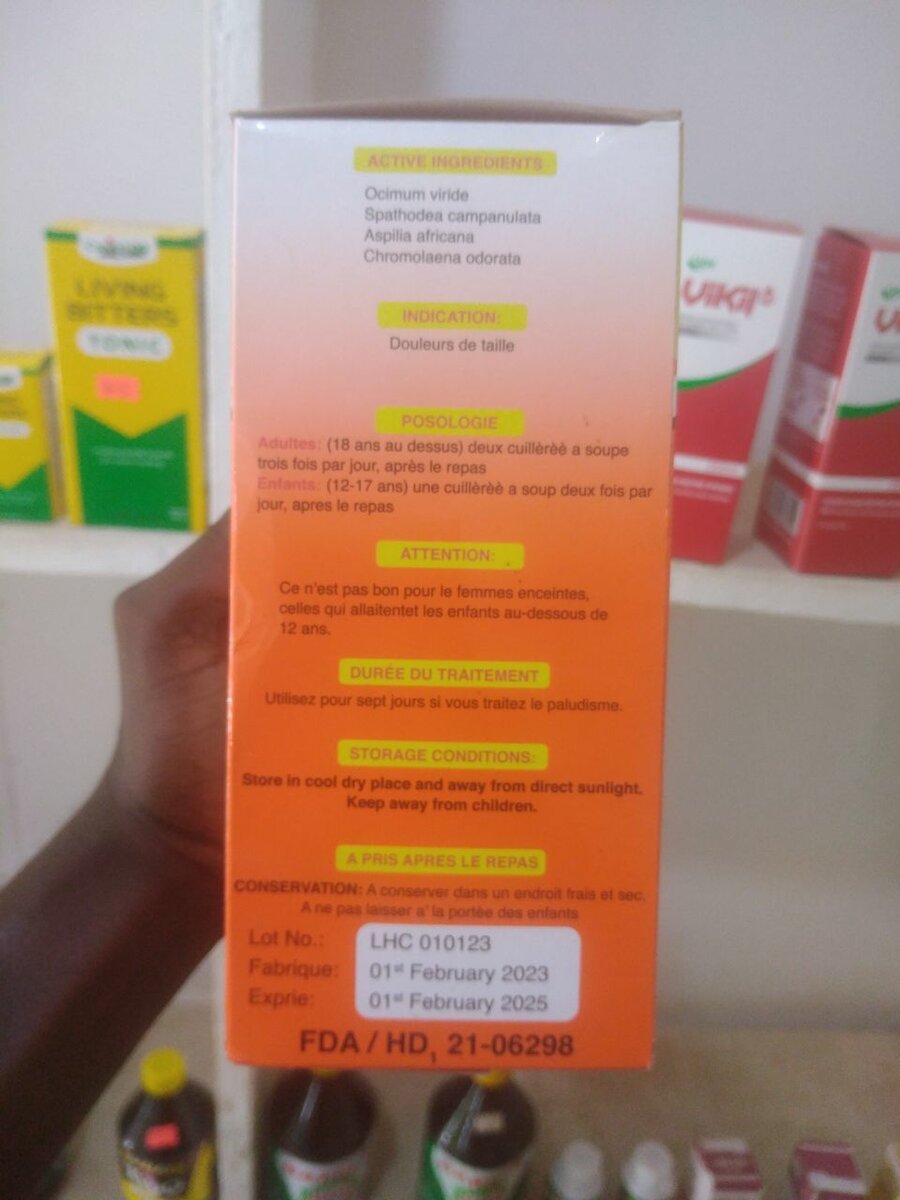 ACTIVE INGREDIENTS
Ocimum viride
Spathodea campanulata
Aspilia africana
Chromolaena odorata
INDICATION:
Douleurs de taille
POSOLOGIE
Adultes: (18 ans au dessus) deux cuillèrèè a soupe
trois fois par jour, après le repas
Enfants: (12-17 ans) une cuillèrèè a soup deux fois par
jour, apres le repas
ATTENTION:
Ce n'est pas bon pour le femmes enceintes,
celles qui allaitentet les enfants au-dessous de
12 ans.
DURÉE DU TRAITEMENT
Utilisez pour sept jours si vous traitez le paludisme.
STORAGE CONDITIONS:
Store in cool dry place and away from direct sunlight.
Keep away from children.
A PRIS APRES LE REPAS
CONSERVATION: A conserver dans un endroit frais et sec.
A ne pas laisser a' la portée des enfants
Lot No.: LHC 010123
Fabrique: 01st February 2023
Exprie: 01st February 2025
FDA / HD, 21-06298
LIVING
BITTERS
TONIC